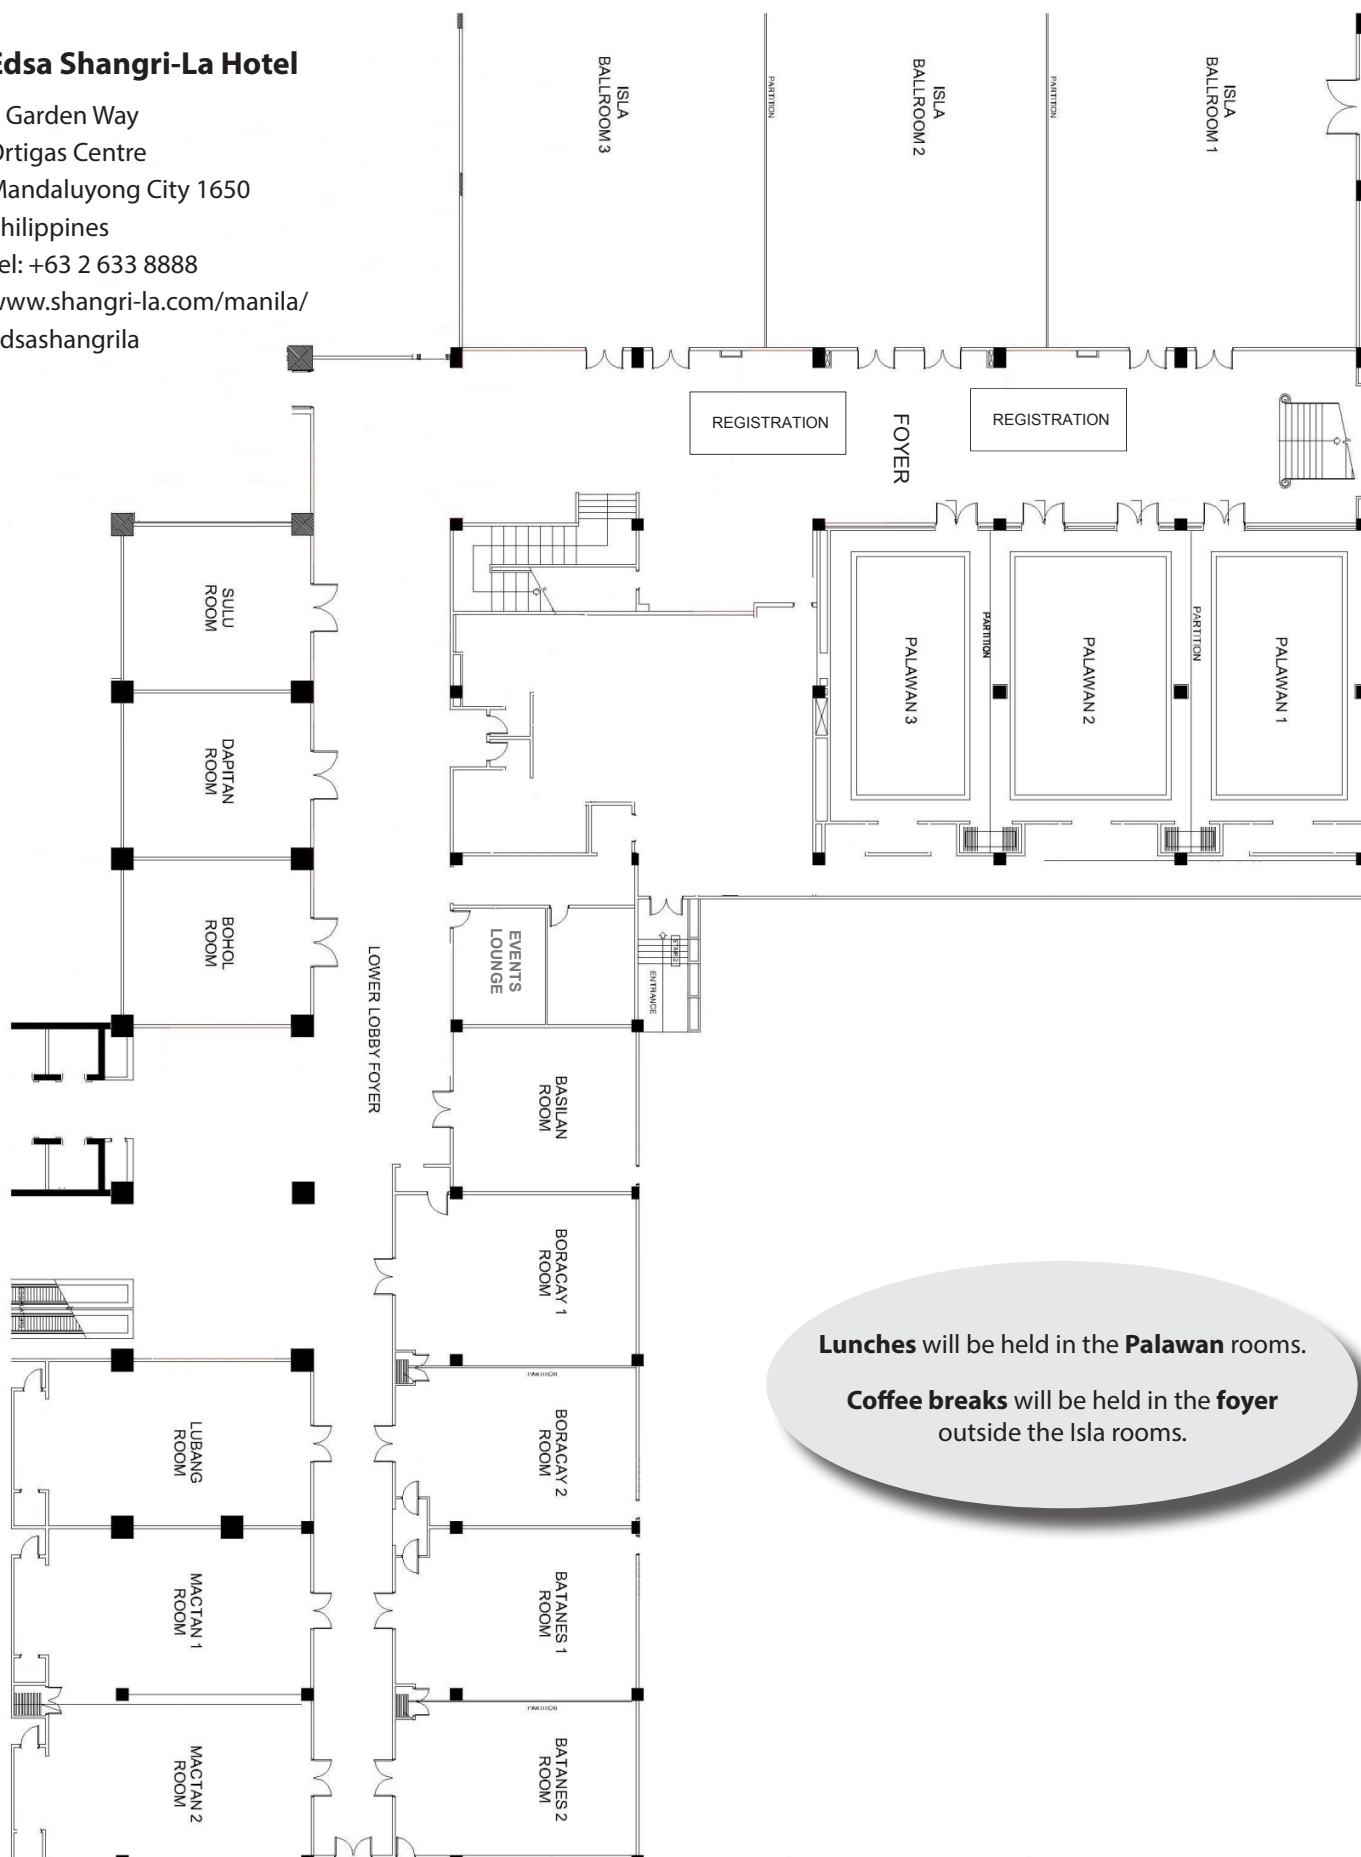 Edsa Shangri-La Hotel
Garden Way
Ortigas Centre
Mandaluyong City 1650
hilippines
el: +63 2 633 8888
www.shangri-la.com/manila/
dsashangrila
ISLA
BALLROOM 3
PARTITION
ISLA
BALLROOM 2
PARTITION
ISLA
BALLROOM 1
REGISTRATION
FOYER
REGISTRATION
SULU
ROOM
DAPITAN
ROOM
BOHOL
ROOM
PALAWAN 3
PARTITION
PALAWAN 2
PARTITION
PALAWAN 1
LOWER LOBBY FOYER
EVENTS
LOUNGE
STAIR 2
ENTRANCE
BASILAN
ROOM
BORACAY 1
ROOM
PARTITION
BORACAY 2
ROOM
LUBANG
ROOM
MACTAN 1
ROOM
BATANES 1
ROOM
PARTITION
MACTAN 2
ROOM
BATANES 2
ROOM
Lunches will be held in the Palawan rooms.
Coffee breaks will be held in the foyer
outside the Isla rooms.